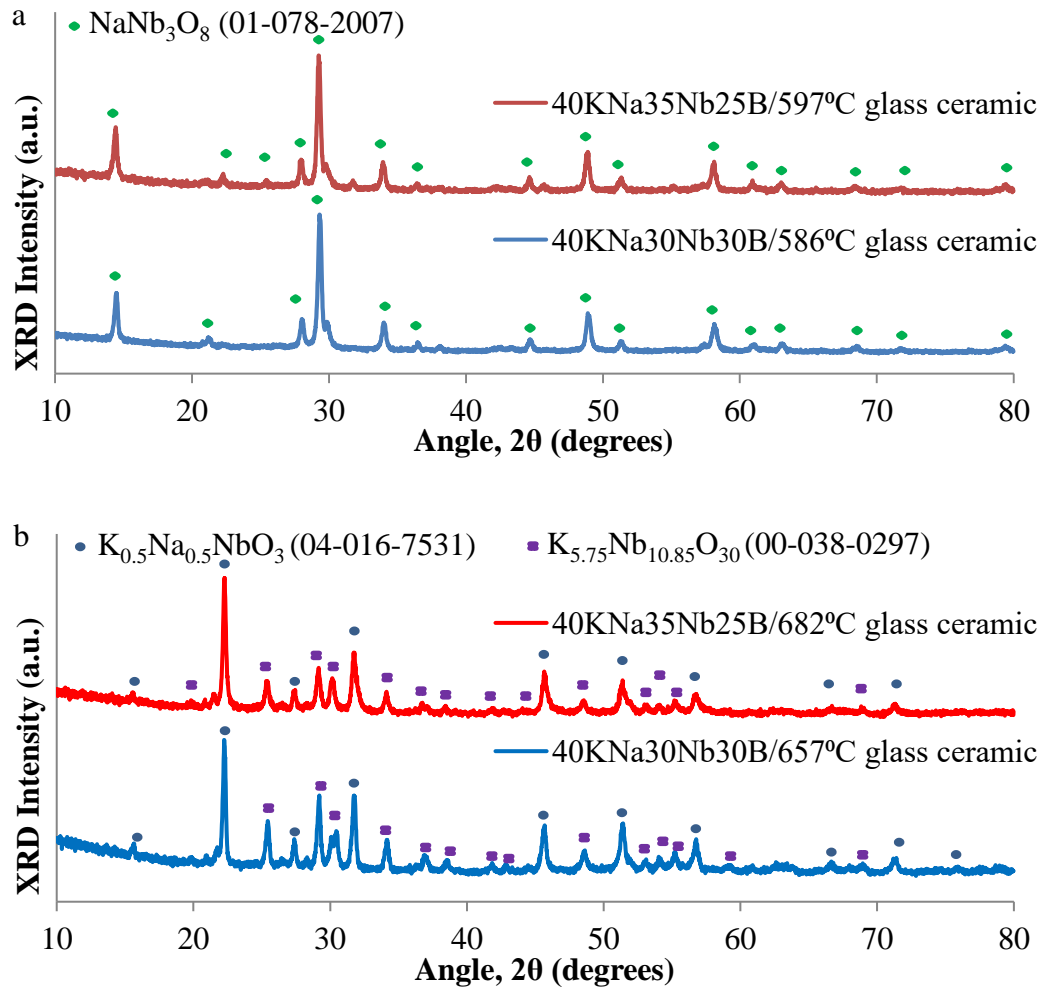 a
NaNb₃O₈ (01-078-2007)
40KNa35Nb25B/597ºC glass ceramic
40KNa30Nb30B/586ºC glass ceramic
XRD Intensity (a.u.)
10 20 30 40 50 60 70 80
Angle, 2θ (degrees)
b
K₀.₅Na₀.₅NbO₃ (04-016-7531) K₅.₇₅Nb₁₀.₈₅O₃₀ (00-038-0297)
40KNa35Nb25B/682ºC glass ceramic
40KNa30Nb30B/657ºC glass ceramic
XRD Intensity (a.u.)
10 20 30 40 50 60 70 80
Angle, 2θ (degrees)